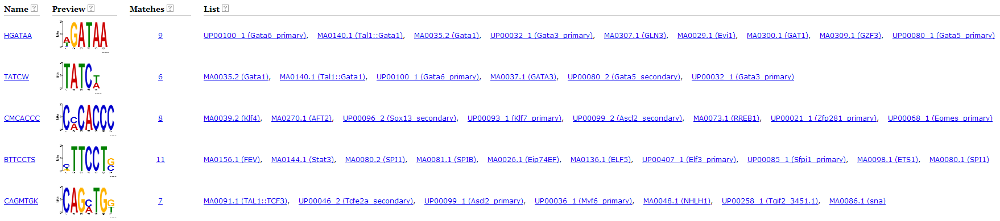 Name ? Preview ? Matches ? List ?
HGATAA 9 UP00100_1 (Gata6_primary), MA0140.1 (Tal1::Gata1), MA0035.2 (Gata1), UP00032_1 (Gata3_primary), MA0307.1 (GLN3), MA0029.1 (Evi1), MA0300.1 (GAT1), MA0309.1 (GZF3), UP00080_1 (Gata5_primary)
TATCW 6 MA0035.2 (Gata1), MA0140.1 (Tal1::Gata1), UP00100_1 (Gata6_primary), MA0037.1 (GATA3), UP00080_2 (Gata5_secondary), UP00032_1 (Gata3_primary)
CMCACCC 8 MA0039.2 (Klf4), MA0270.1 (AFT2), UP00096_2 (Sox13_secondary), UP00093_1 (Klf7_primary), UP00099_2 (Ascl2_secondary), MA0073.1 (RREB1), UP00021_1 (Zfp281_primary), UP00068_1 (Eomes_primary)
BTTCCTS 11 MA0156.1 (FEV), MA0144.1 (Stat3), MA0080.2 (SPI1), MA0081.1 (SPIB), MA0026.1 (Eip74EF), MA0136.1 (ELF5), UP00407_1 (Elf3_primary), UP00085_1 (Sfpi1_primary), MA0098.1 (ETS1), MA0080.1 (SPI1)
CAGMTGK 7 MA0091.1 (TAL1::TCF3), UP00046_2 (Tcfe2a_secondary), UP00099_1 (Ascl2_primary), UP00036_1 (Myf6_primary), MA0048.1 (NHLH1), UP00258_1 (Tgif2_3451.1), MA0086.1 (sna)